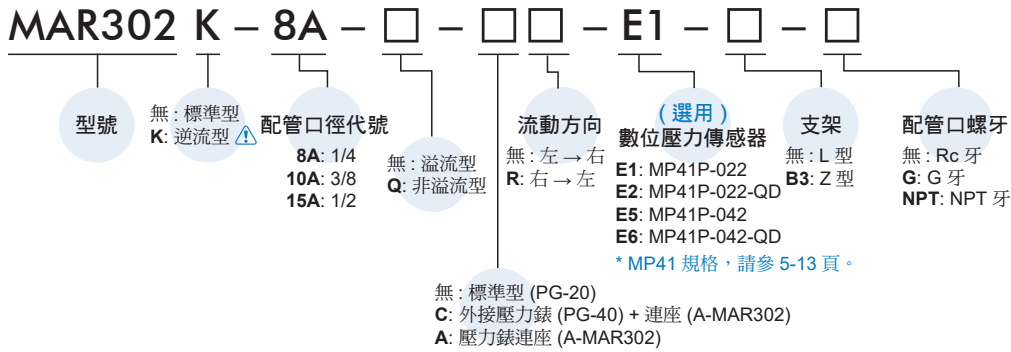 MAR302 K – 8A – □ – □ □ – E1 – □ – □
型號
無 : 標準型
K: 逆流型
配管口徑代號
8A: 1/4
10A: 3/8
15A: 1/2
無 : 溢流型
Q: 非溢流型
無 : 標準型 (PG-20)
C: 外接壓力錶 (PG-40) + 連座 (A-MAR302)
A: 壓力錶連座 (A-MAR302)
流動方向
無 : 左 → 右
R: 右 → 左
( 選用 )
數位壓力傳感器
E1: MP41P-022
E2: MP41P-022-QD
E5: MP41P-042
E6: MP41P-042-QD
* MP41 規格，請參 5-13 頁。
支架
無 : L 型
B3: Z 型
配管口螺牙
無 : Rc 牙
G: G 牙
NPT: NPT 牙